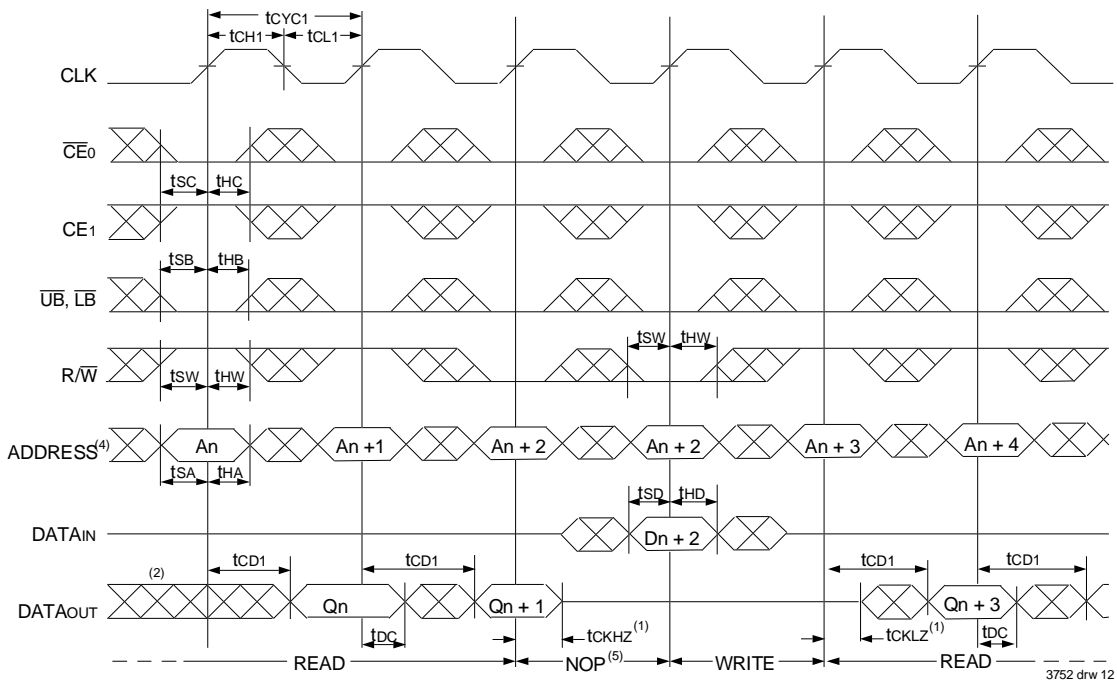 tCYC1
tCH1 tCL1
CLK
CE0
tSC tHC
CE1
tSB tHB
UB, LB
tSW tHW
R/W
tSW tHW
ADDRESS(4) An An +1 An + 2 An + 2 An + 3 An + 4
tSA tHA
tSD tHD
DATAIN Dn + 2
tCD1 tCD1 tCD1 tCD1
(2)
DATAOUT Qn Qn + 1 Qn + 3
tDC tCKHZ(1) tCKLZ(1) tDC
READ NOP(5) WRITE READ
3752 drw 12